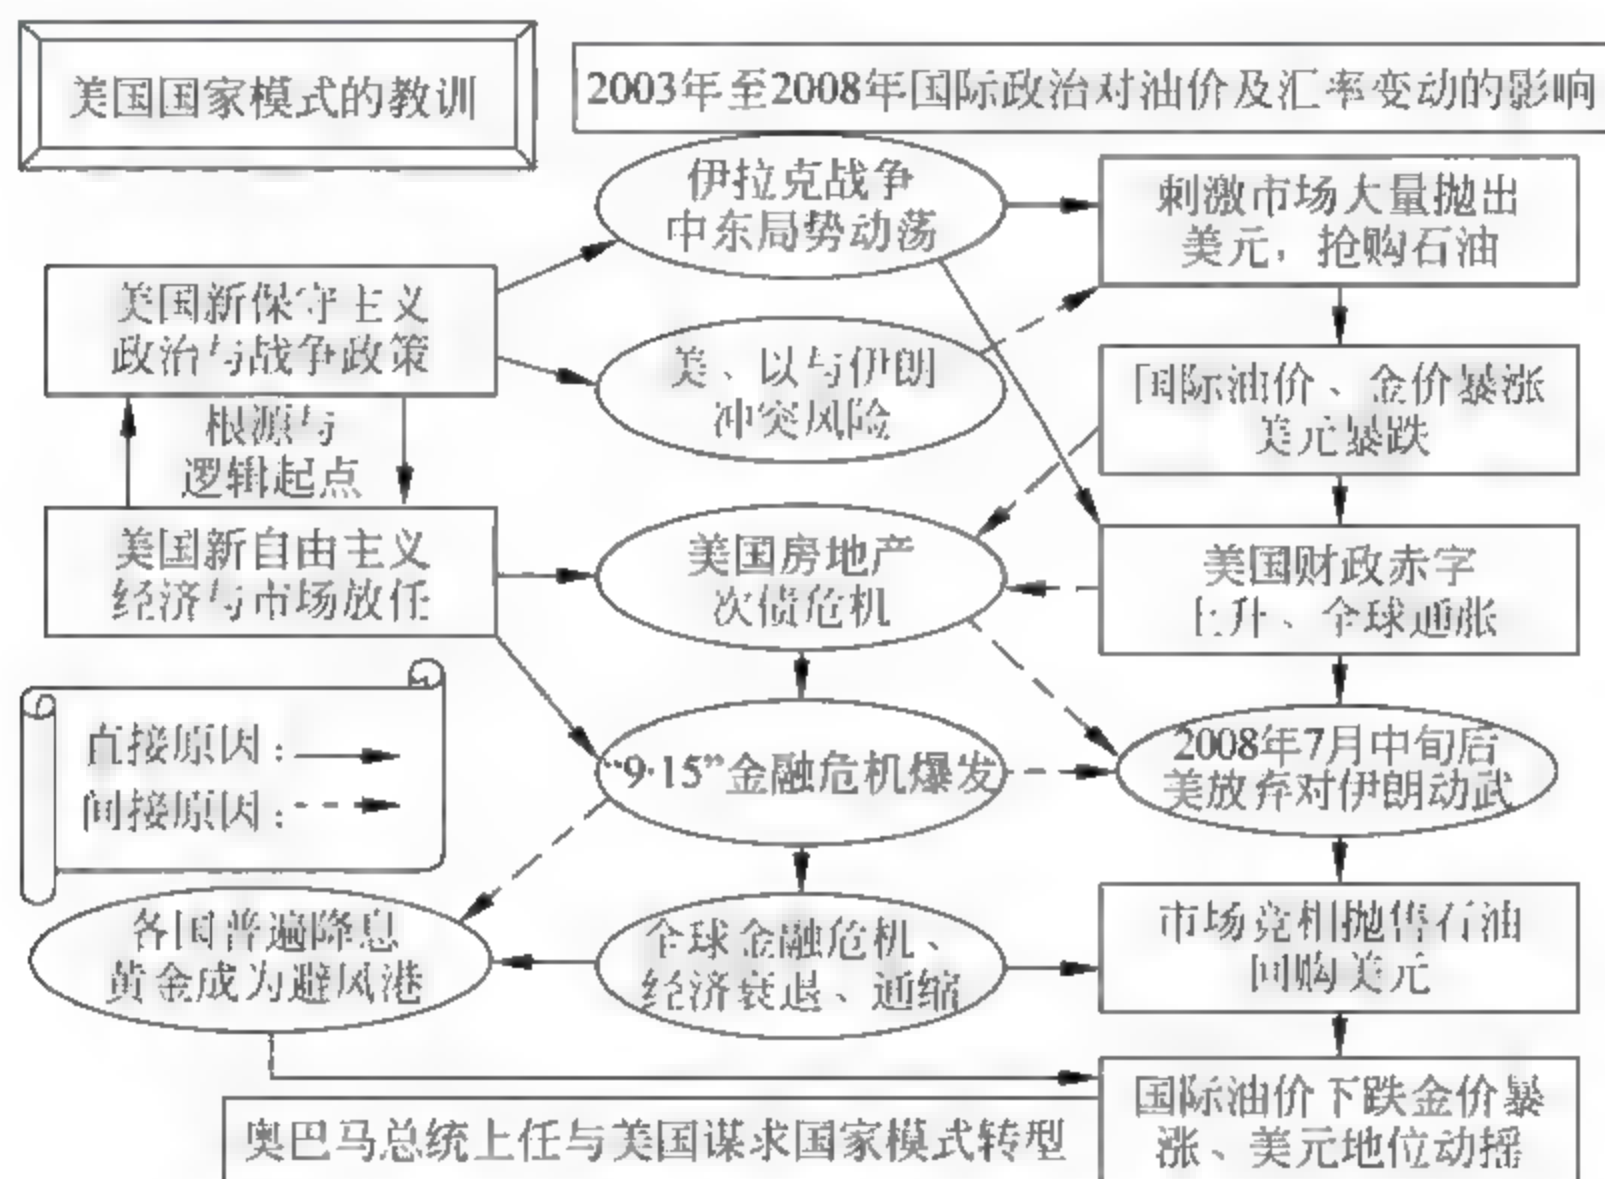 美国国家模式的教训
2003年至2008年国际政治对油价及汇率变动的影响
伊拉克战争
中东局势动荡
刺激市场大量抛出
美元，抢购石油
美国新保守主义
政治与战争政策
美、以与伊朗
冲突风险
国际油价、金价暴涨
美元暴跌
根源与
逻辑起点
美国新自由主义
经济与市场放任
美国房地产
次债危机
美国财政赤字
上升、全球通胀
直接原因：
间接原因：
“9·15”金融危机爆发
2008年7月中旬后
美放弃对伊朗动武
各国普遍降息
黄金成为避风港
全球金融危机、
经济衰退、通缩
市场竞相抛售石油
回购美元
国际油价下跌金价暴
涨、美元地位动摇
奥巴马总统上任与美国谋求国家模式转型